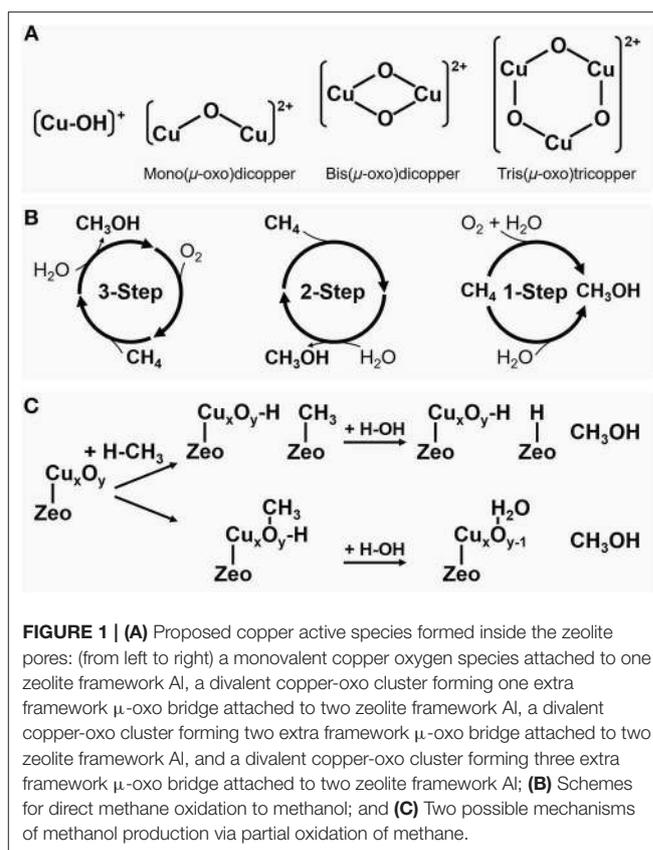 A
(Cu-OH)+
[Cu O Cu]2+
[Cu O O Cu]2+
[Cu O Cu O Cu O]2+
Mono(μ-oxo)dicopper
Bis(μ-oxo)dicopper
Tris(μ-oxo)tricopper
B
CH3OH
O2
H2O
3-Step
CH4
CH4
2-Step
CH3OH
H2O
O2 + H2O
CH4 1-Step CH3OH
H2O
C
+ H-CH3
CuxOy
Zeo
CuxOy-H CH3
Zeo Zeo
+ H-OH
CuxOy-H H
Zeo Zeo
CH3OH
CH3
CuxOy-H
Zeo
+ H-OH
H2O
CuxOy-1
Zeo
CH3OH
FIGURE 1 | (A) Proposed copper active species formed inside the zeolite
pores: (from left to right) a monovalent copper oxygen species attached to one
zeolite framework Al, a divalent copper-oxo cluster forming one extra
framework μ-oxo bridge attached to two zeolite framework Al, a divalent
copper-oxo cluster forming two extra framework μ-oxo bridge attached to two
zeolite framework Al, and a divalent copper-oxo cluster forming three extra
framework μ-oxo bridge attached to two zeolite framework Al; (B) Schemes
for direct methane oxidation to methanol; and (C) Two possible mechanisms
of methanol production via partial oxidation of methane.